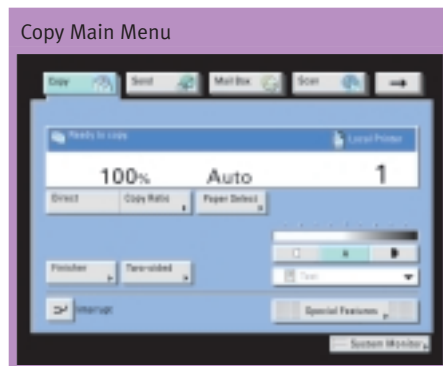 Copy Main Menu
Copy Send Mail Box Scan
Ready to copy Local Printer
100% Auto 1
Direct Copy Ratio Paper Select
A
Finisher Two-sided Text
Interrupt Special Features
System Monitor